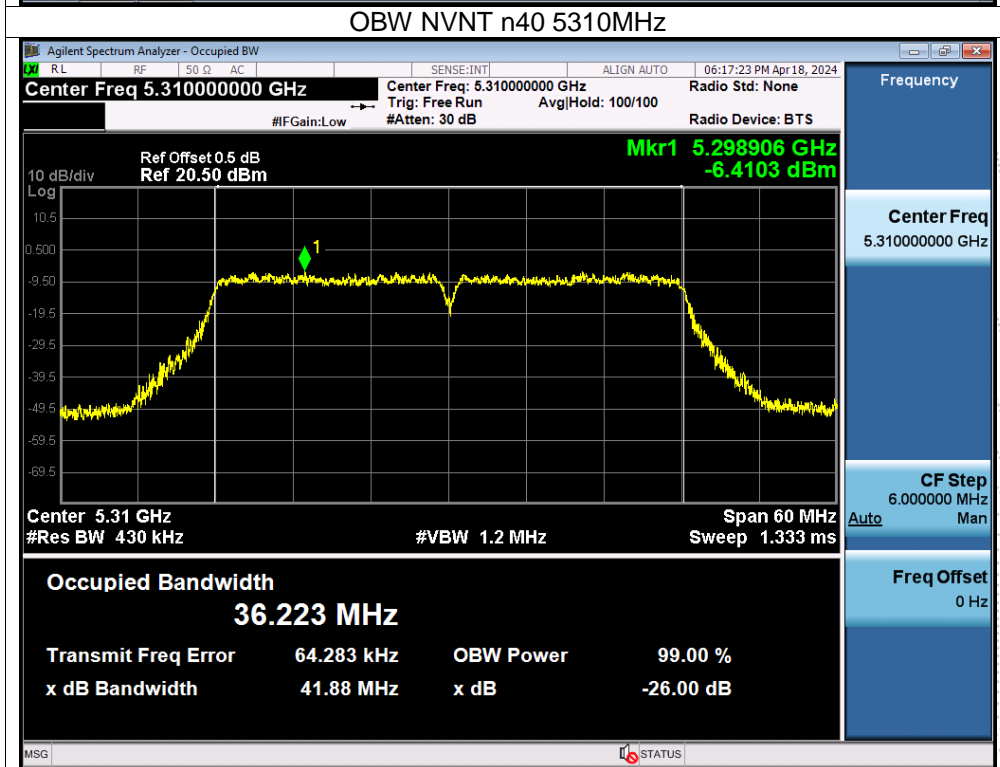 OBW NVNT n40 5310MHz
Agilent Spectrum Analyzer - Occupied BW
LXI RL RF 50 Ω AC SENSE:INT ALIGN AUTO 06:17:23 PM Apr 18, 2024
Center Freq 5.310000000 GHz
Center Freq: 5.310000000 GHz Radio Std: None
Trig: Free Run Avg|Hold: 100/100
#IFGain:Low #Atten: 30 dB Radio Device: BTS
Frequency
Mkr1 5.298906 GHz
-6.4103 dBm
Ref Offset 0.5 dB
10 dB/div Ref 20.50 dBm
Log
10.5
0.500
-9.50
-19.5
-29.5
-39.5
-49.5
-59.5
-69.5
1
Center 5.31 GHz Span 60 MHz
#Res BW 430 kHz #VBW 1.2 MHz Sweep 1.333 ms
Center Freq
5.310000000 GHz
CF Step
6.000000 MHz
Auto Man
Freq Offset
0 Hz
Occupied Bandwidth
36.223 MHz
Transmit Freq Error 64.283 kHz OBW Power 99.00 %
x dB Bandwidth 41.88 MHz x dB -26.00 dB
MSG STATUS